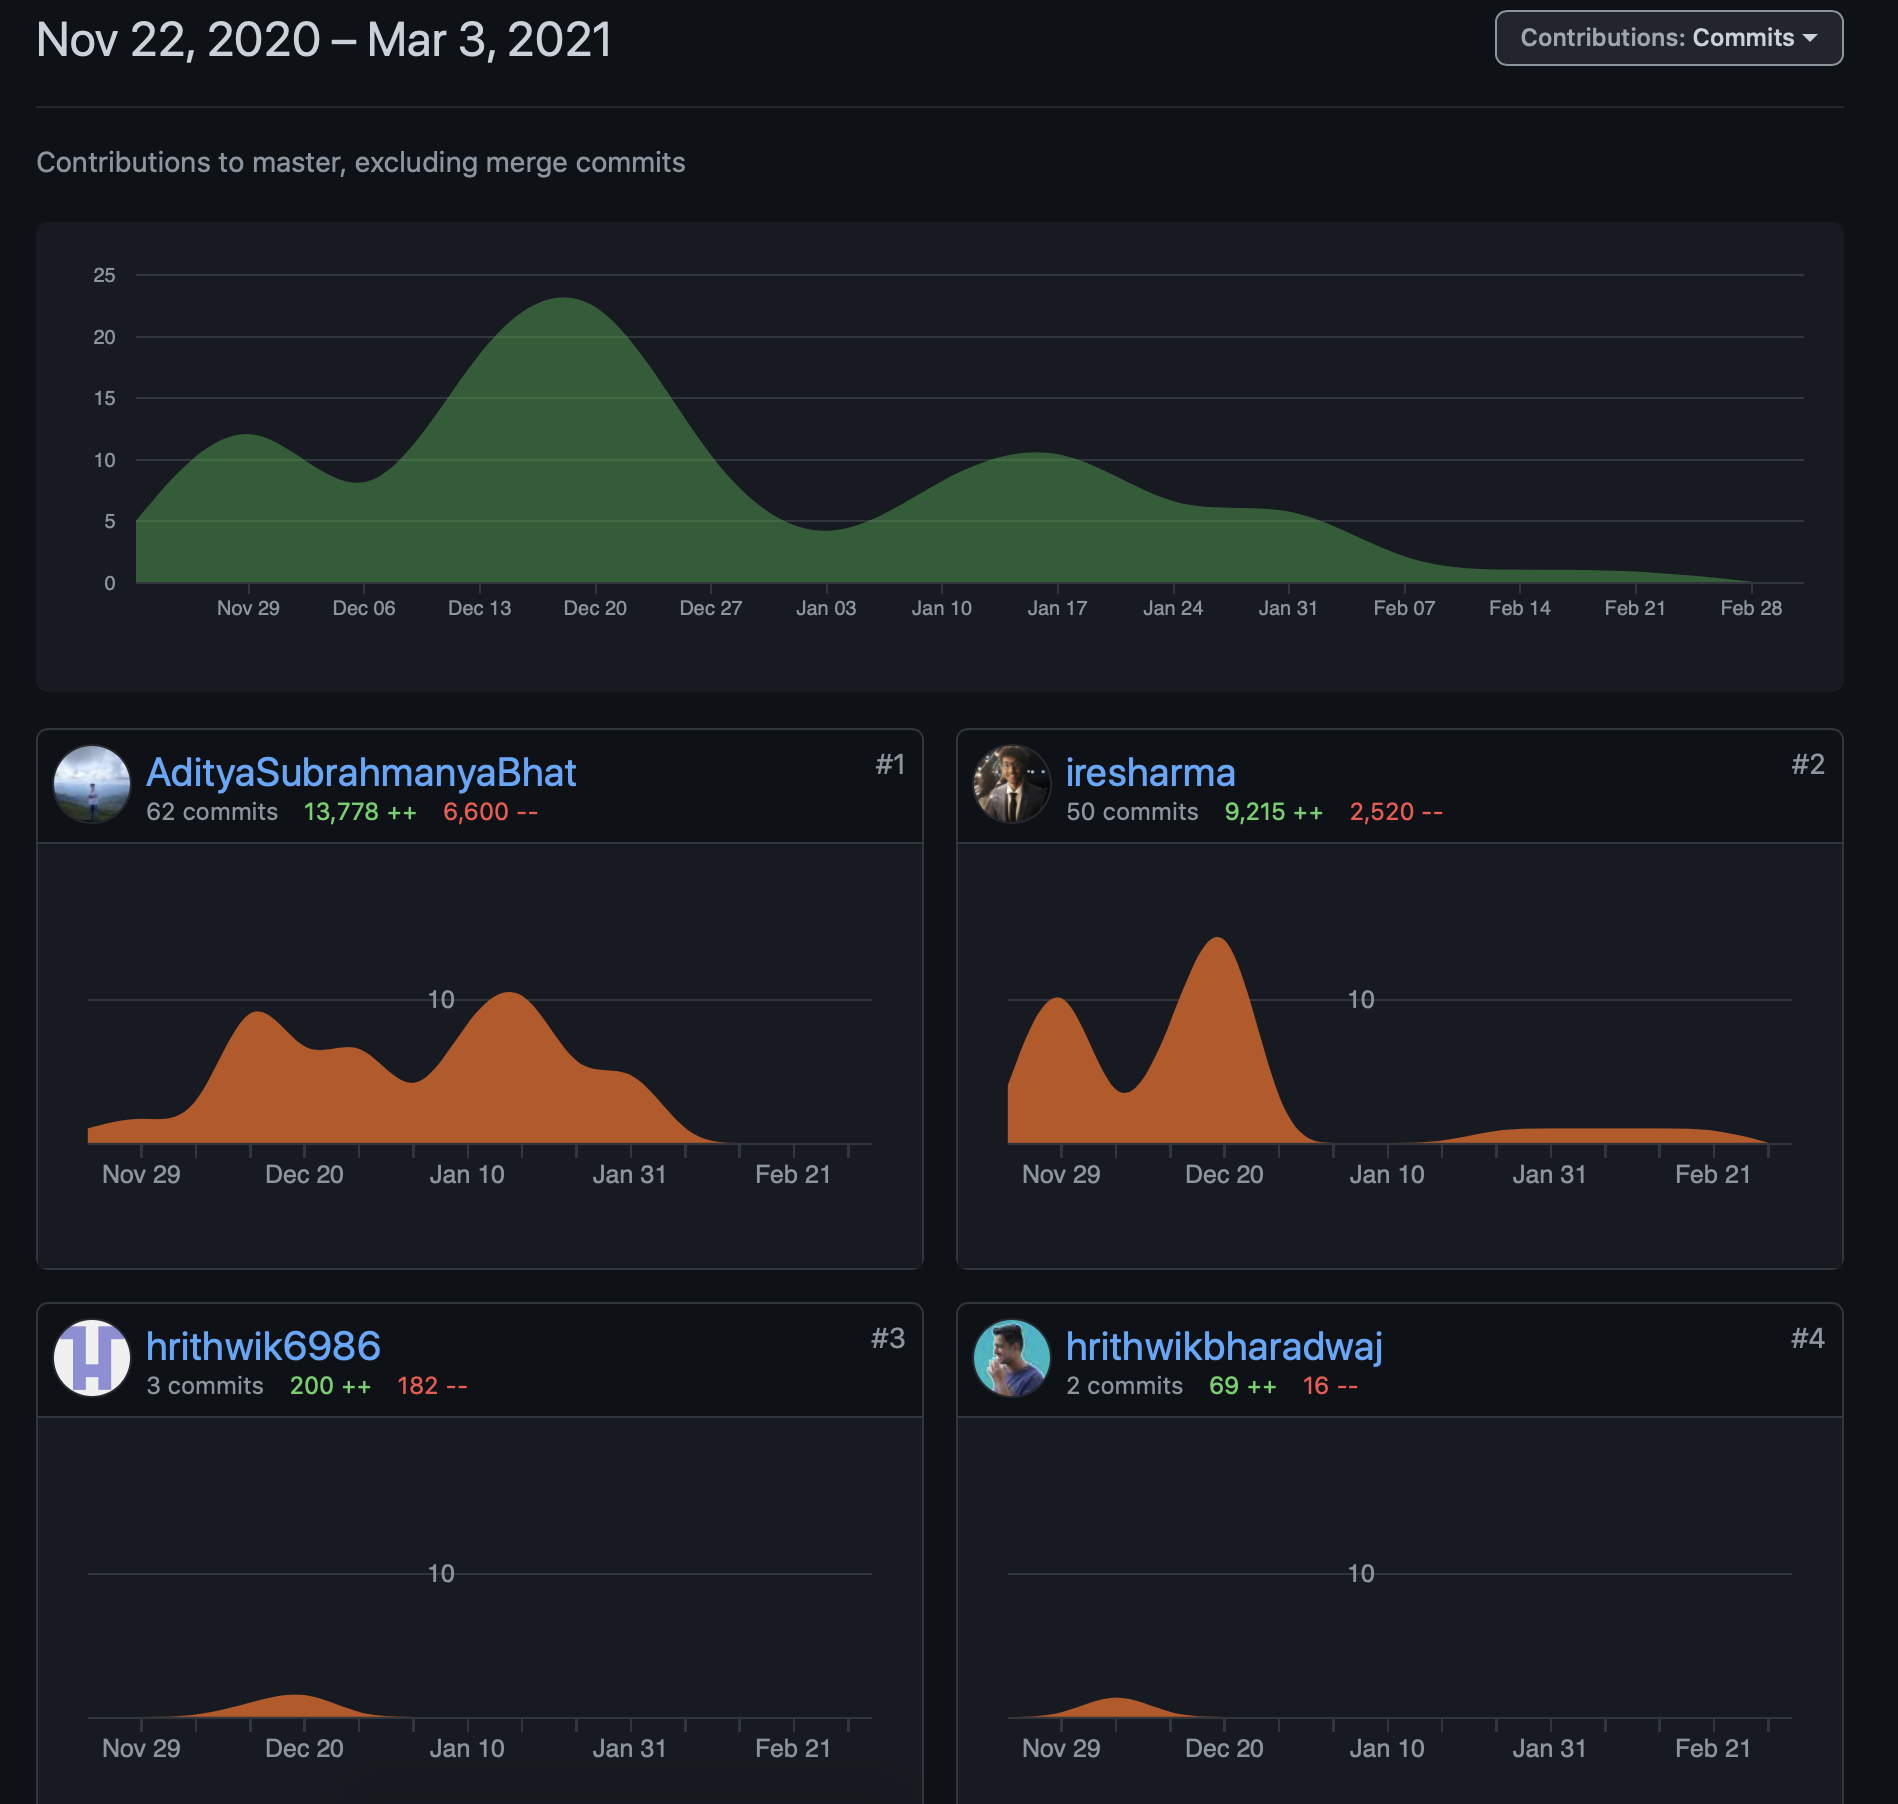 Nov 22, 2020 – Mar 3, 2021
Contributions: Commits
Contributions to master, excluding merge commits
25
20
15
10
5
0
Nov 29 Dec 06 Dec 13 Dec 20 Dec 27 Jan 03 Jan 10 Jan 17 Jan 24 Jan 31 Feb 07 Feb 14 Feb 21 Feb 28
AdityaSubrahmanyaBhat #1
62 commits 13,778 ++ 6,600 --
10
Nov 29 Dec 20 Jan 10 Jan 31 Feb 21
iresharma #2
50 commits 9,215 ++ 2,520 --
10
Nov 29 Dec 20 Jan 10 Jan 31 Feb 21
hrithwik6986 #3
3 commits 200 ++ 182 --
10
Nov 29 Dec 20 Jan 10 Jan 31 Feb 21
hrithwikbharadwaj #4
2 commits 69 ++ 16 --
10
Nov 29 Dec 20 Jan 10 Jan 31 Feb 21